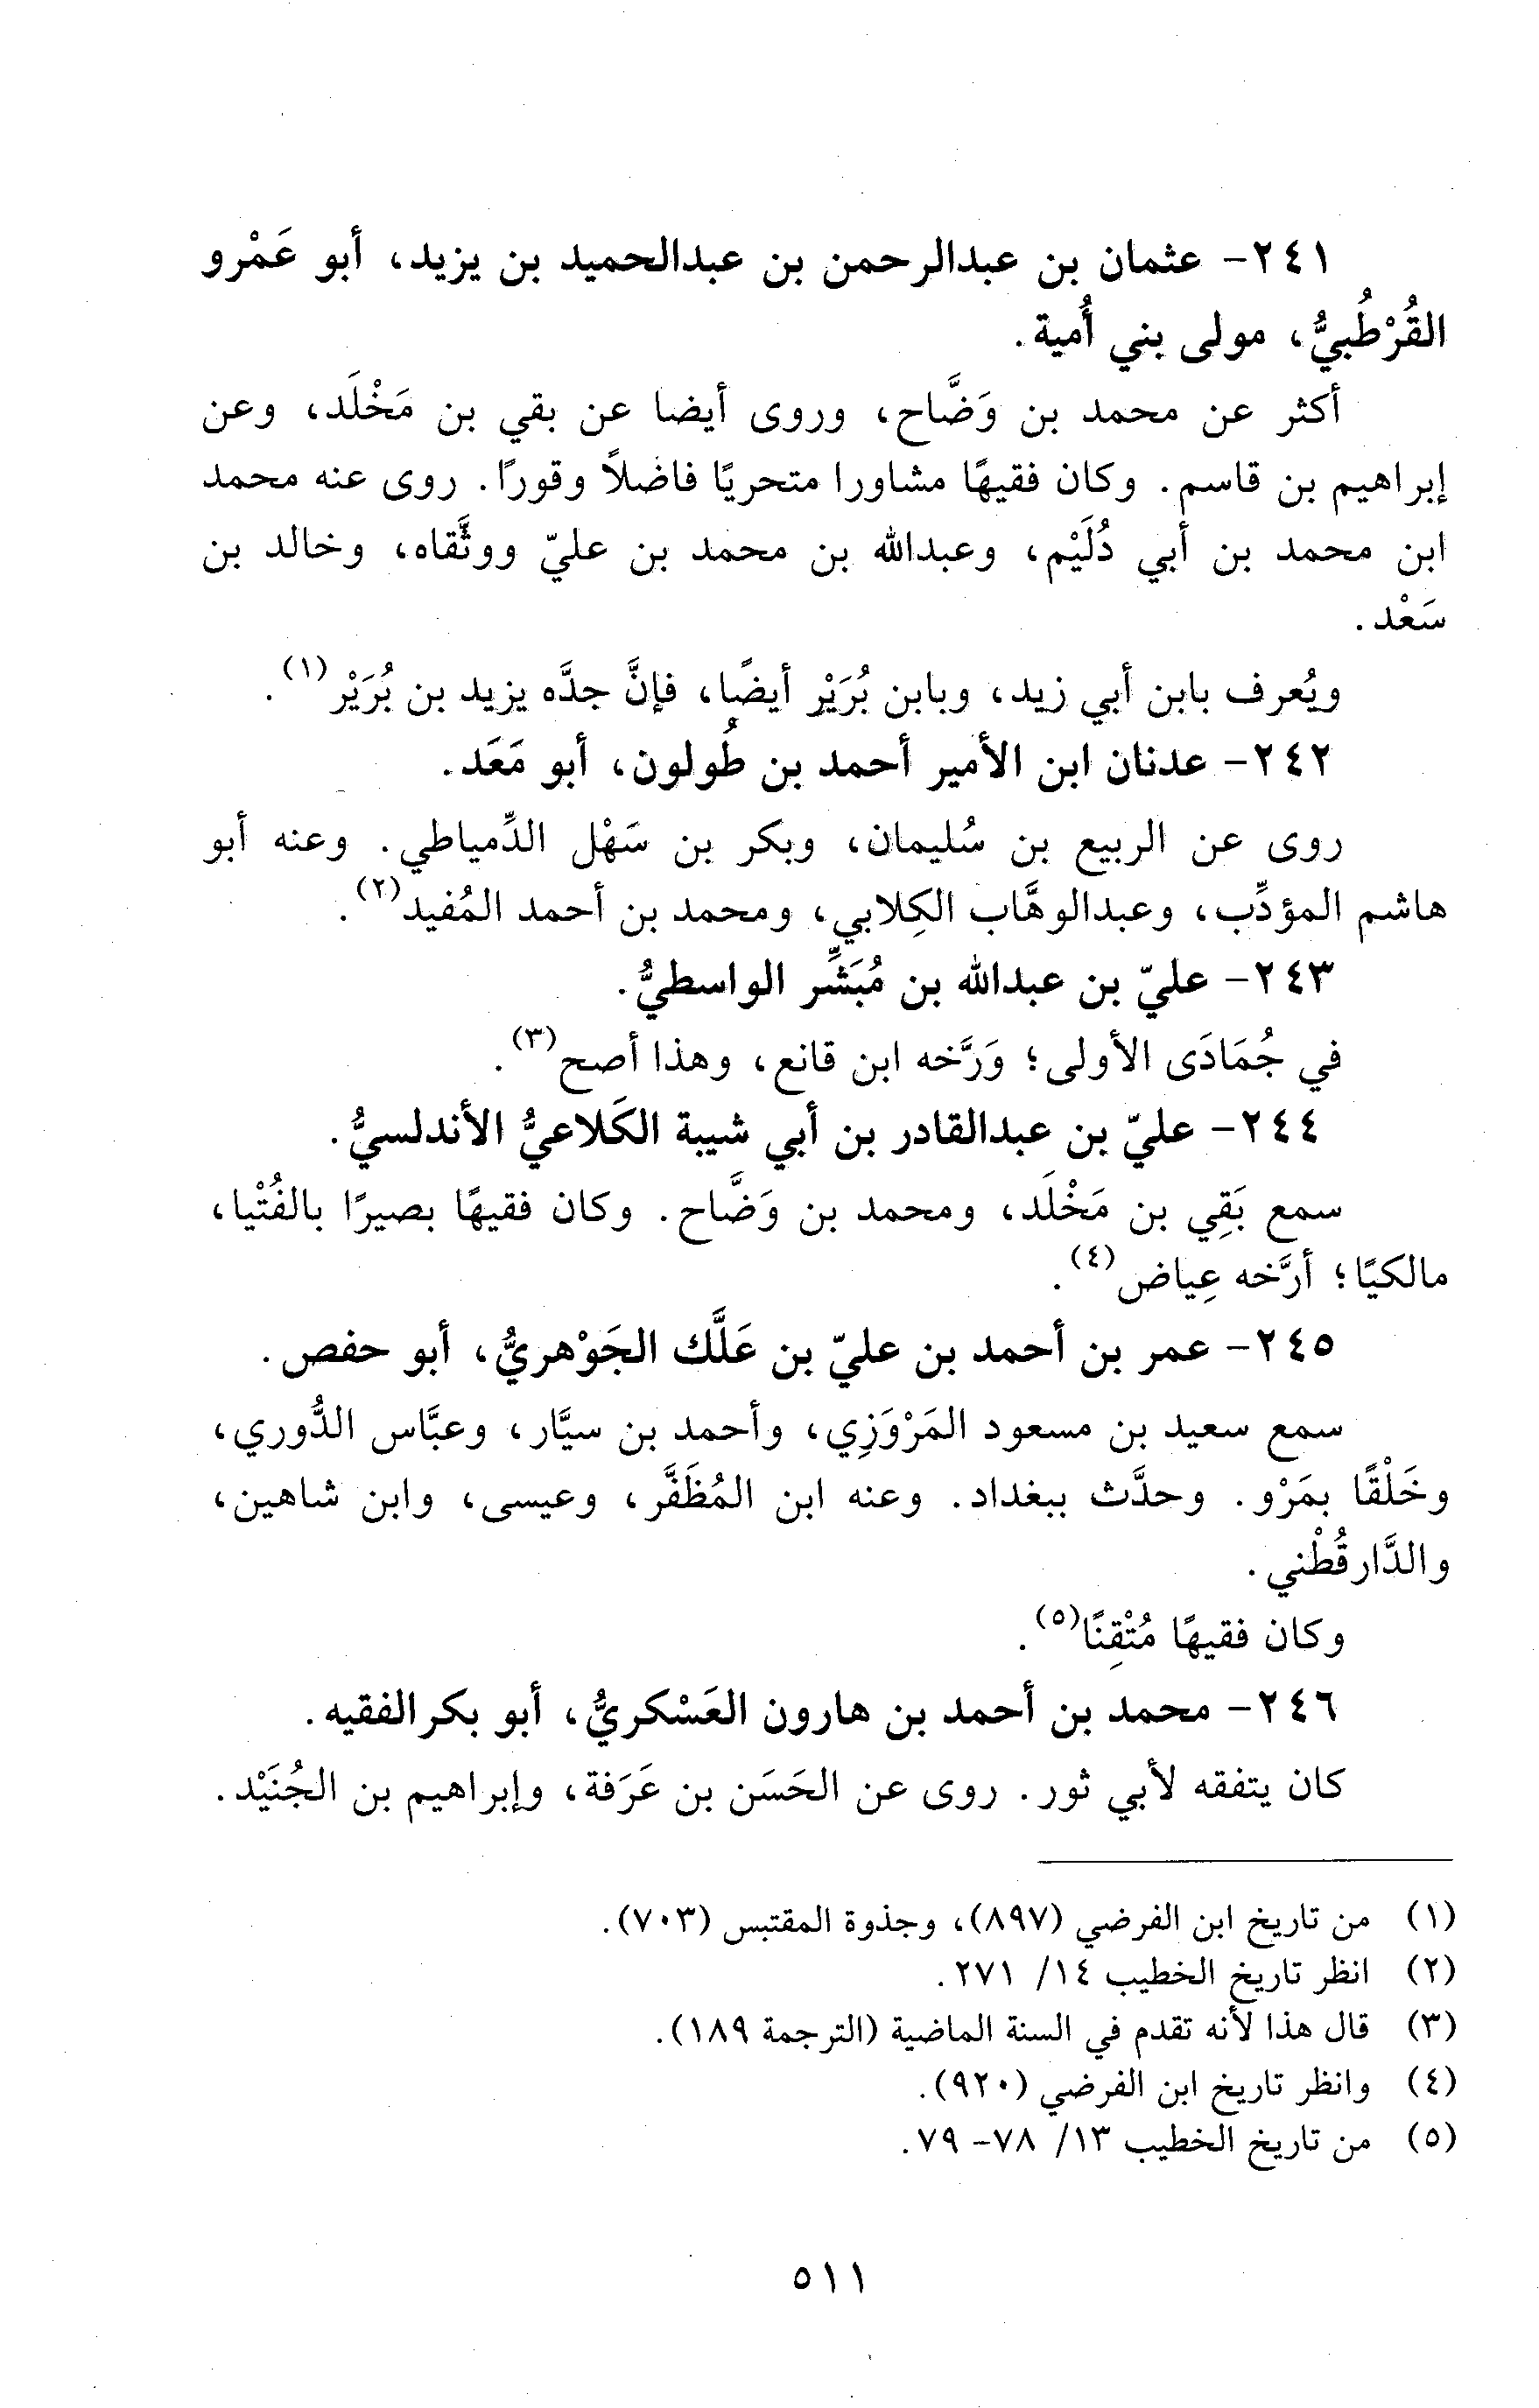 ٢٤١- عثمان بن عبدالرحمن بن عبدالحميد بن يزيد، أبو عَمْرو
القُرْطُبيُّ، مولى بني أُمية.
أكثر عن محمد بن وَضَّاح، وروى أيضا عن بقي بن مَخْلَد، وعن
إبراهيم بن قاسم. وكان فقيهًا مشاورا متحريًا فاضلاً وقورًا. روى عنه محمد
ابن محمد بن أبي دُلَيْم، وعبدالله بن محمد بن عليّ ووثَّقاه، وخالد بن
سَعْد.
ويُعرف بابن أبي زيد، وبابن بُرَيْر أيضًا، فإنَّ جدَّه يزيد بن بُرَيْر(١).
٢٤٢- عدنان ابن الأمير أحمد بن طُولون، أبو مَعَد.
روى عن الربيع بن سُليمان، وبكر بن سَهْل الدِّمياطي. وعنه أبو
هاشم المؤدِّب، وعبدالوهَّاب الكِلابي، ومحمد بن أحمد المُفيد(٢).
٢٤٣- عليّ بن عبدالله بن مُبَشِّر الواسطيُّ.
في جُمَادَى الأولى؛ وَرَّخه ابن قانع، وهذا أصح(٣).
٢٤٤- عليّ بن عبدالقادر بن أبي شيبة الكَلاعيُّ الأندلسيُّ.
سمع بَقِي بن مَخْلَد، ومحمد بن وَضَّاح. وكان فقيهًا بصيرًا بالفُتْيا،
مالكيًا؛ أرَّخه عِياض(٤).
٢٤٥- عمر بن أحمد بن عليّ بن عَلَّك الجَوْهريُّ، أبو حفص.
سمع سعيد بن مسعود المَرْوَزِي، وأحمد بن سيَّار، وعبَّاس الدُّوري،
وخَلْقًا بمَرْو. وحدَّث ببغداد. وعنه ابن المُظَفَّر، وعيسى، وابن شاهين،
والدَّارقُطْني.
وكان فقيهًا مُتْقِنًا(٥).
٢٤٦- محمد بن أحمد بن هارون العَسْكريُّ، أبو بكر الفقيه.
كان يتفقه لأبي ثور. روى عن الحَسَن بن عَرَفة، وإبراهيم بن الجُنَيْد.
(١) من تاريخ ابن الفرضي (٨٩٧)، وجذوة المقتبس (٧٠٣).
(٢) انظر تاريخ الخطيب ١٤/ ٢٧١.
(٣) قال هذا لأنه تقدم في السنة الماضية (الترجمة ١٨٩).
(٤) وانظر تاريخ ابن الفرضي (٩٢٠).
(٥) من تاريخ الخطيب ١٣/ ٧٨- ٧٩.
٥١١